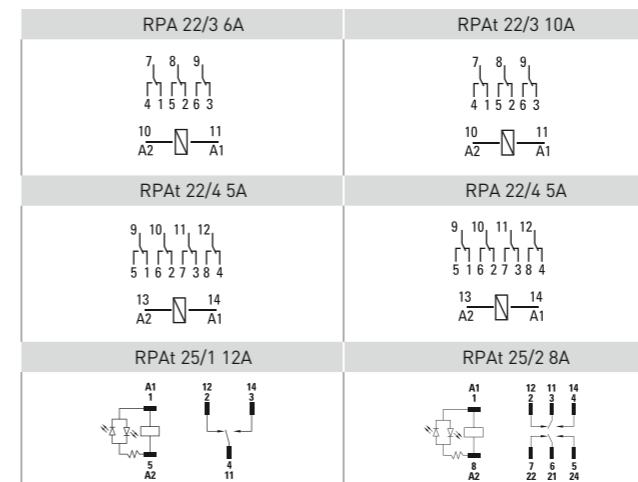 RPA 22/3 6A
RPAt 22/3 10A
7 8 9
7 8 9
4 1 5 2 6 3
4 1 5 2 6 3
10 11
10 11
A2 A1
A2 A1
RPAt 22/4 5A
RPA 22/4 5A
9 10 11 12
9 10 11 12
5 1 6 2 7 3 8 4
5 1 6 2 7 3 8 4
13 14
13 14
A2 A1
A2 A1
RPAt 25/1 12A
RPAt 25/2 8A
A1 12 14
A1 12 11 14
1 2 3
1 2 3 4
5 4
8 7 6 5
A2 11
A2 22 21 24